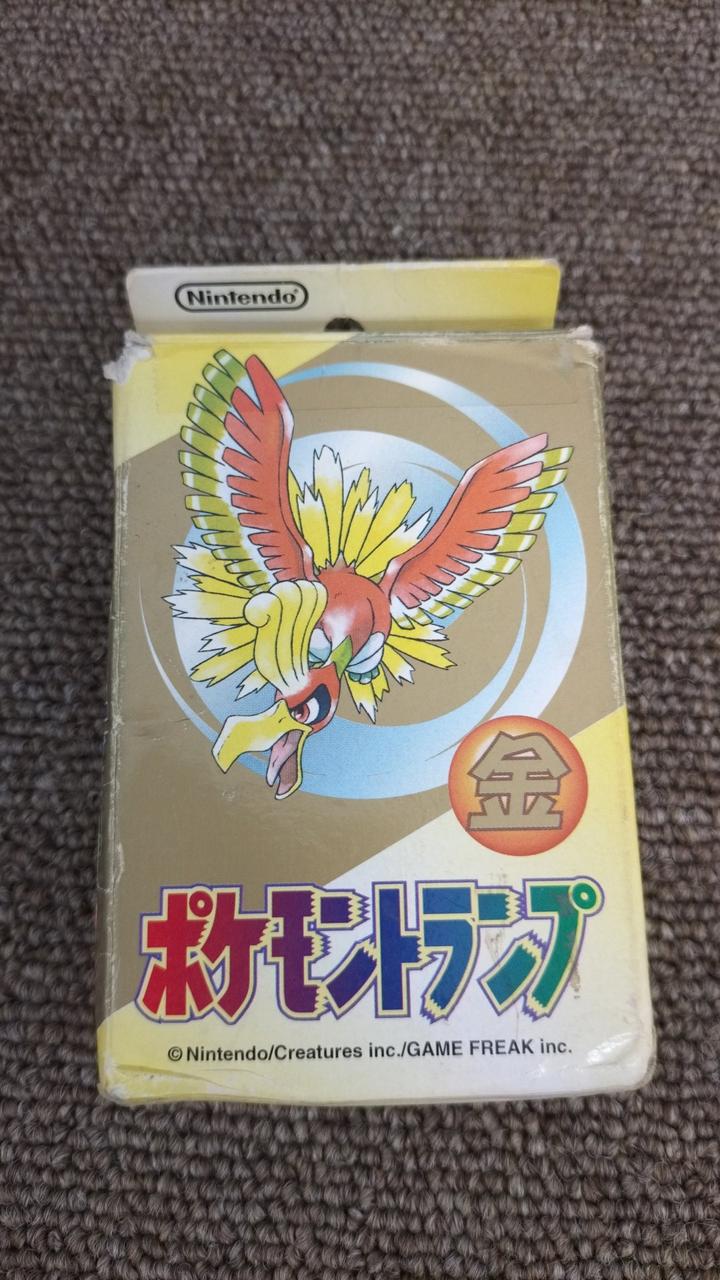 Nintendo®
金
ポケモントランプ
©Nintendo/Creatures inc./GAME FREAK inc.